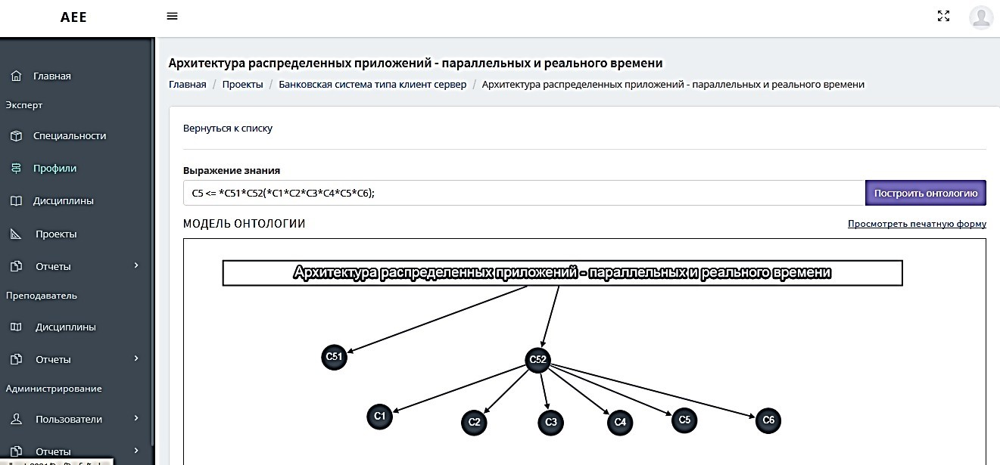 AEE
Главная
Эксперт
Специальности
Профили
Дисциплины
Проекты
Отчеты
Преподаватель
Дисциплины
Отчеты
Администрирование
Пользователи
Отчеты
Архитектура распределенных приложений - параллельных и реального времени
Главная / Проекты / Банковская система типа клиент сервер / Архитектура распределенных приложений - параллельных и реального времени
Вернуться к списку
Выражение знания
C5 <= *C51*C52(*C1*C2*C3*C4*C5*C6);
Построить онтологию
МОДЕЛЬ ОНТОЛОГИИ
Просмотреть печатную форму
Архитектура распределенных приложений - параллельных и реального времени
C51
C52
C1
C2
C3
C4
C5
C6